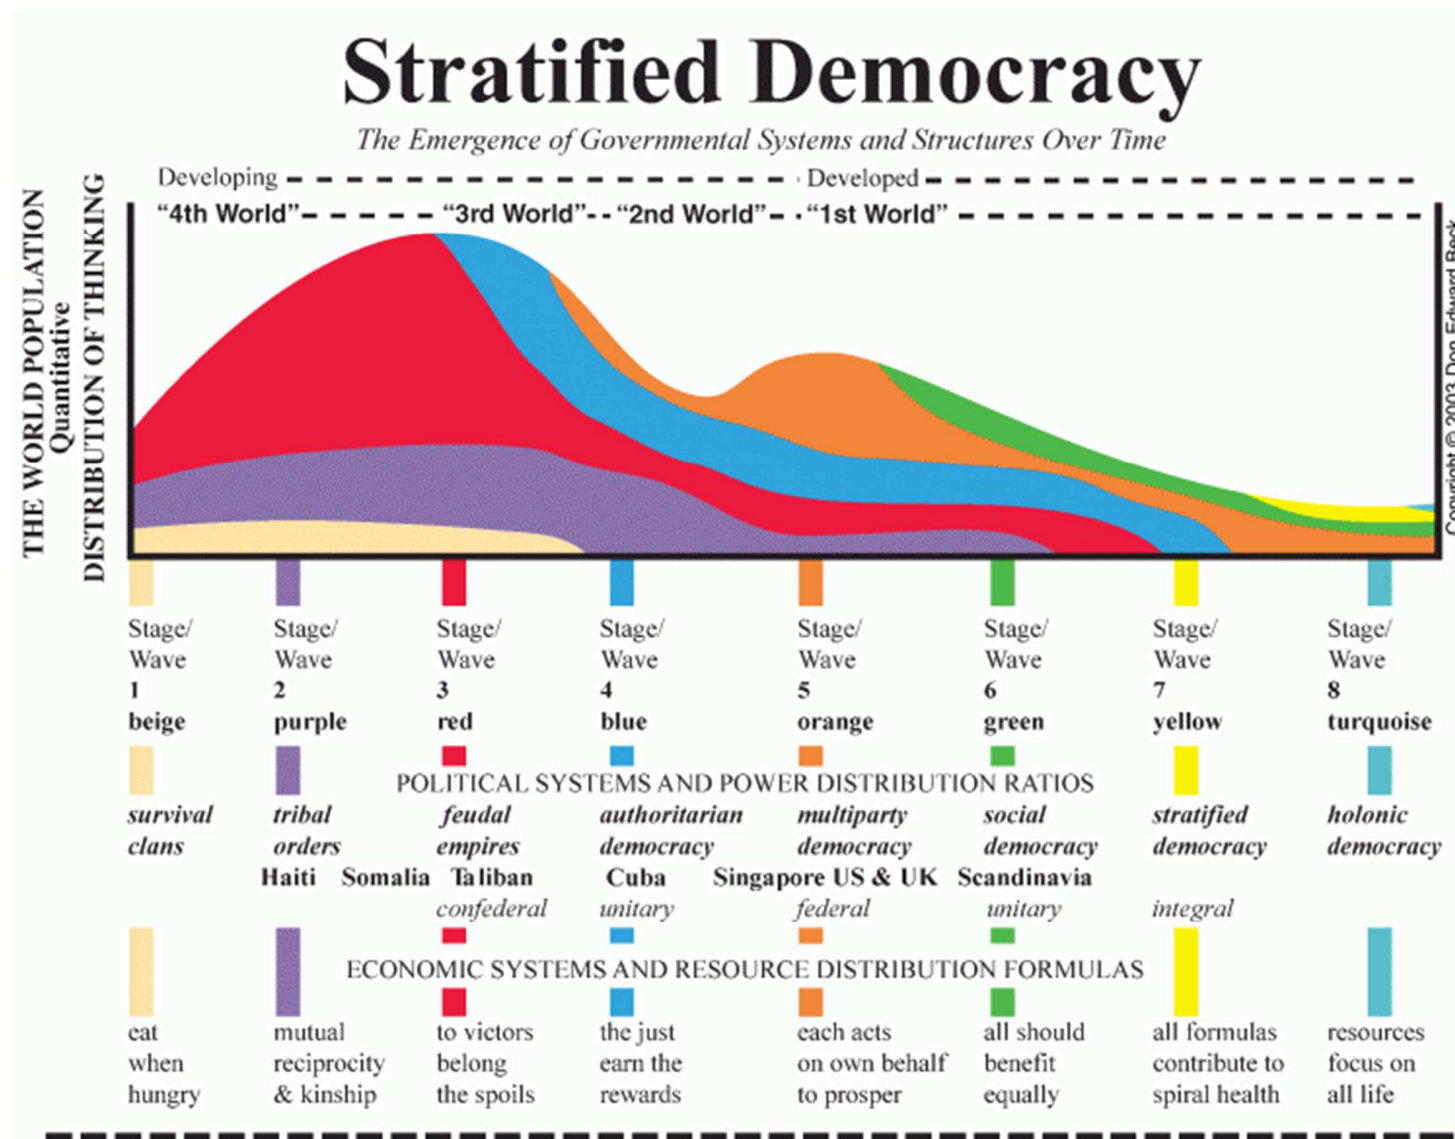 Stratified Democracy
The Emergence of Governmental Systems and Structures Over Time
Developing Developed
“4th World” “3rd World” “2nd World” “1st World”
THE WORLD POPULATION
Quantitative
DISTRIBUTION OF THINKING
Copyright © 2003 Don Edward Beck
Stage/ Stage/ Stage/ Stage/ Stage/ Stage/ Stage/ Stage/
Wave Wave Wave Wave Wave Wave Wave Wave
1 2 3 4 5 6 7 8
beige purple red blue orange green yellow turquoise
POLITICAL SYSTEMS AND POWER DISTRIBUTION RATIOS
survival tribal feudal authoritarian multiparty social stratified holonic
clans orders empires democracy democracy democracy democracy democracy
Haiti Somalia Taliban Cuba Singapore US & UK Scandinavia
confederal unitary federal unitary integral
ECONOMIC SYSTEMS AND RESOURCE DISTRIBUTION FORMULAS
eat mutual to victors the just each acts all should all formulas resources
when reciprocity belong earn the on own behalf benefit contribute to focus on
hungry & kinship the spoils rewards to prosper equally spiral health all life